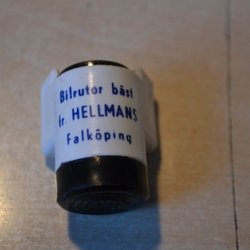 Bilrutor bäst
fr. HELLMANS
Falköping